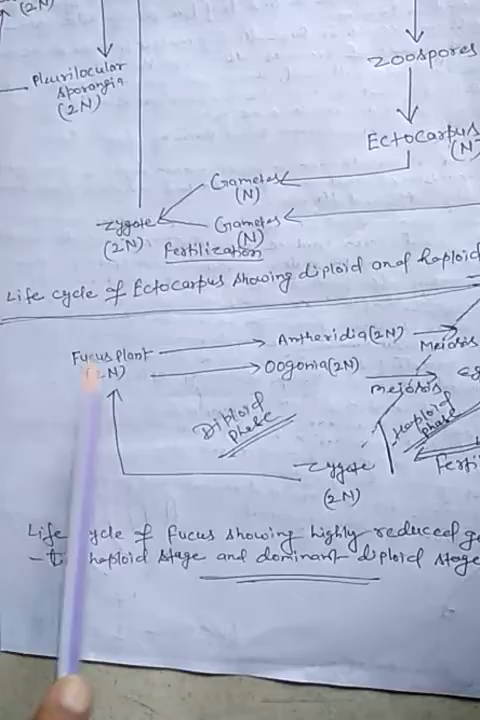 (2N)
Plurilocular
sporangia
(2N)
Zoospores
Ectocarpus
(N)
Gametes
(N)
Zygote
(2N)
Gametes
(N)
Fertilization
Life cycle of Ectocarpus showing diploid and haploid
Fucus plant
(2N)
Antheridia (2N)
Meiosis
Oogonia (2N)
Meiosis
Diploid
phase
Haploid
phase
Ferti
Zygote
(2N)
Life cycle of Fucus showing highly reduced
haploid stage and dominant diploid stage